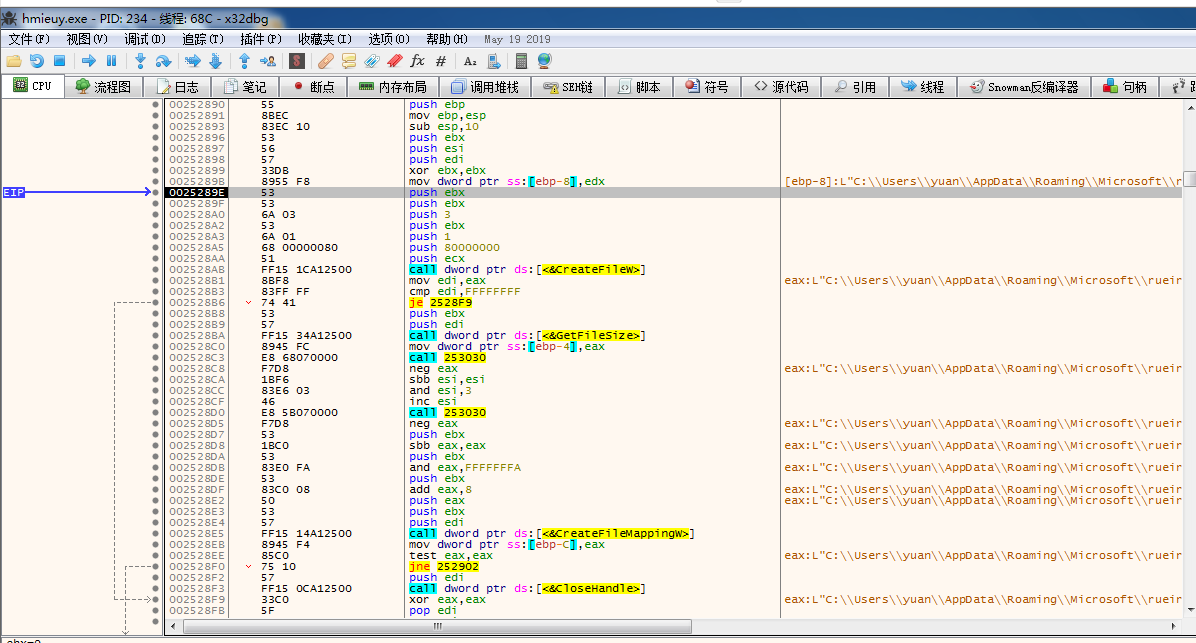 hmieuy.exe - PID: 234 - 线程: 68C - x32dbg
文件(F) 视图(V) 调试(D) 追踪(T) 插件(P) 收藏夹(I) 选项(O) 帮助(H) May 19 2019
CPU 流程图 日志 笔记 断点 内存布局 调用堆栈 SEH链 脚本 符号 源代码 引用 线程 Snowman反编译器 句柄
00252890 55 push ebp
00252891 8BEC mov ebp,esp
00252893 83EC 10 sub esp,10
00252896 53 push ebx
00252897 56 push esi
00252898 57 push edi
00252899 33DB xor ebx,ebx
0025289B 8955 F8 mov dword ptr ss:[ebp-8],edx [ebp-8]:L"C:\\Users\\yuan\\AppData\\Roaming\\Microsoft\\r
EIP 0025289E 53 push ebx
0025289F 53 push ebx
002528A0 6A 03 push 3
002528A2 53 push ebx
002528A3 6A 01 push 1
002528A5 68 00000080 push 80000000
002528AA 51 push ecx
002528AB FF15 1CA12500 call dword ptr ds:[<&CreateFileW>]
002528B1 8BF8 mov edi,eax eax:L"C:\\Users\\yuan\\AppData\\Roaming\\Microsoft\\rueir
002528B3 83FF FF cmp edi,FFFFFFFF
002528B6 74 41 je 2528F9
002528B8 53 push ebx
002528B9 57 push edi
002528BA FF15 34A12500 call dword ptr ds:[<&GetFileSize>]
002528C0 8945 FC mov dword ptr ss:[ebp-4],eax eax:L"C:\\Users\\yuan\\AppData\\Roaming\\Microsoft\\rueir
002528C3 E8 68070000 call 253030
002528C8 F7D8 neg eax eax:L"C:\\Users\\yuan\\AppData\\Roaming\\Microsoft\\rueir
002528CA 1BF6 sbb esi,esi
002528CC 83E6 03 and esi,3
002528CF 46 inc esi
002528D0 E8 5B070000 call 253030
002528D5 F7D8 neg eax eax:L"C:\\Users\\yuan\\AppData\\Roaming\\Microsoft\\rueir
002528D7 53 push ebx
002528D8 1BC0 sbb eax,eax eax:L"C:\\Users\\yuan\\AppData\\Roaming\\Microsoft\\rueir
002528DA 53 push ebx
002528DB 83E0 FA and eax,FFFFFFFA eax:L"C:\\Users\\yuan\\AppData\\Roaming\\Microsoft\\rueir
002528DE 53 push ebx
002528DF 83C0 08 add eax,8 eax:L"C:\\Users\\yuan\\AppData\\Roaming\\Microsoft\\rueir
002528E2 50 push eax eax:L"C:\\Users\\yuan\\AppData\\Roaming\\Microsoft\\rueir
002528E3 53 push ebx
002528E4 57 push edi
002528E5 FF15 14A12500 call dword ptr ds:[<&CreateFileMappingW>]
002528EB 8945 F4 mov dword ptr ss:[ebp-C],eax
002528EE 85C0 test eax,eax eax:L"C:\\Users\\yuan\\AppData\\Roaming\\Microsoft\\rueir
002528F0 75 10 jne 252902
002528F2 57 push edi
002528F3 FF15 0CA12500 call dword ptr ds:[<&CloseHandle>]
002528F9 33C0 xor eax,eax eax:L"C:\\Users\\yuan\\AppData\\Roaming\\Microsoft\\rueir
002528FB 5F pop edi